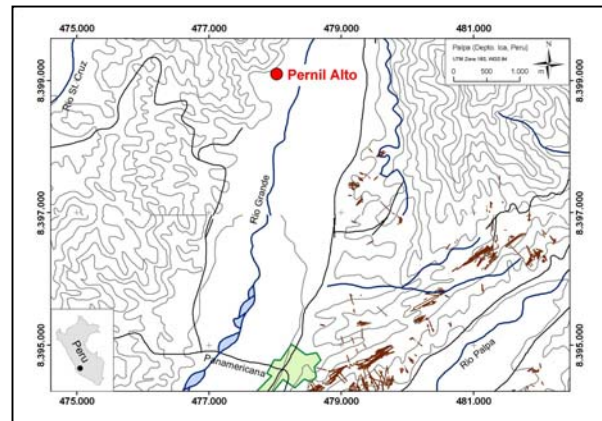 475.000 477.000 479.000 481.000
Palpa (Depto. Ica, Peru)
UTM Zone 18S, WGS 84
0 500 1.000
m
8.399.000
8.399.000
Pernil Alto
Rio St. Cruz
Rio Grande
8.397.000
8.397.000
Peru
8.395.000
8.395.000
Panamericana
Rio Palpa
475.000 477.000 479.000 481.000